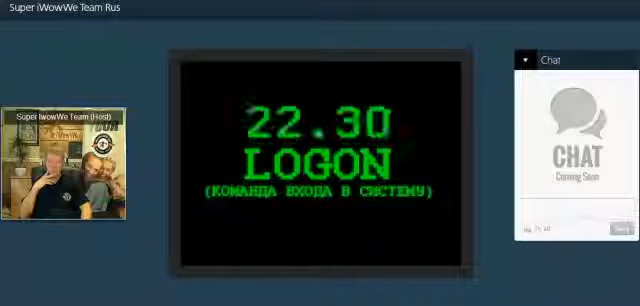 Super iWowWe Team Rus
Super IwowWe Team (Host)
22.30
LOGON
(КОМАНДА ВХОДА В СИСТЕМУ)
Chat
CHAT
Coming Soon
Send